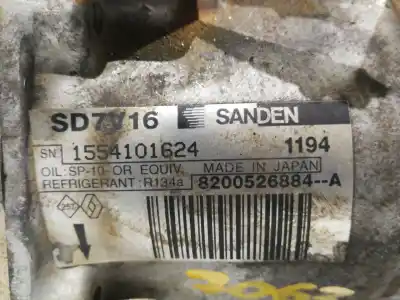 SD7V16 SANDEN
SN 1554101624 1194
OIL: SP-10 OR EQUIV. MADE IN JAPAN
REFRIGERANT: R134a 8200526884--A